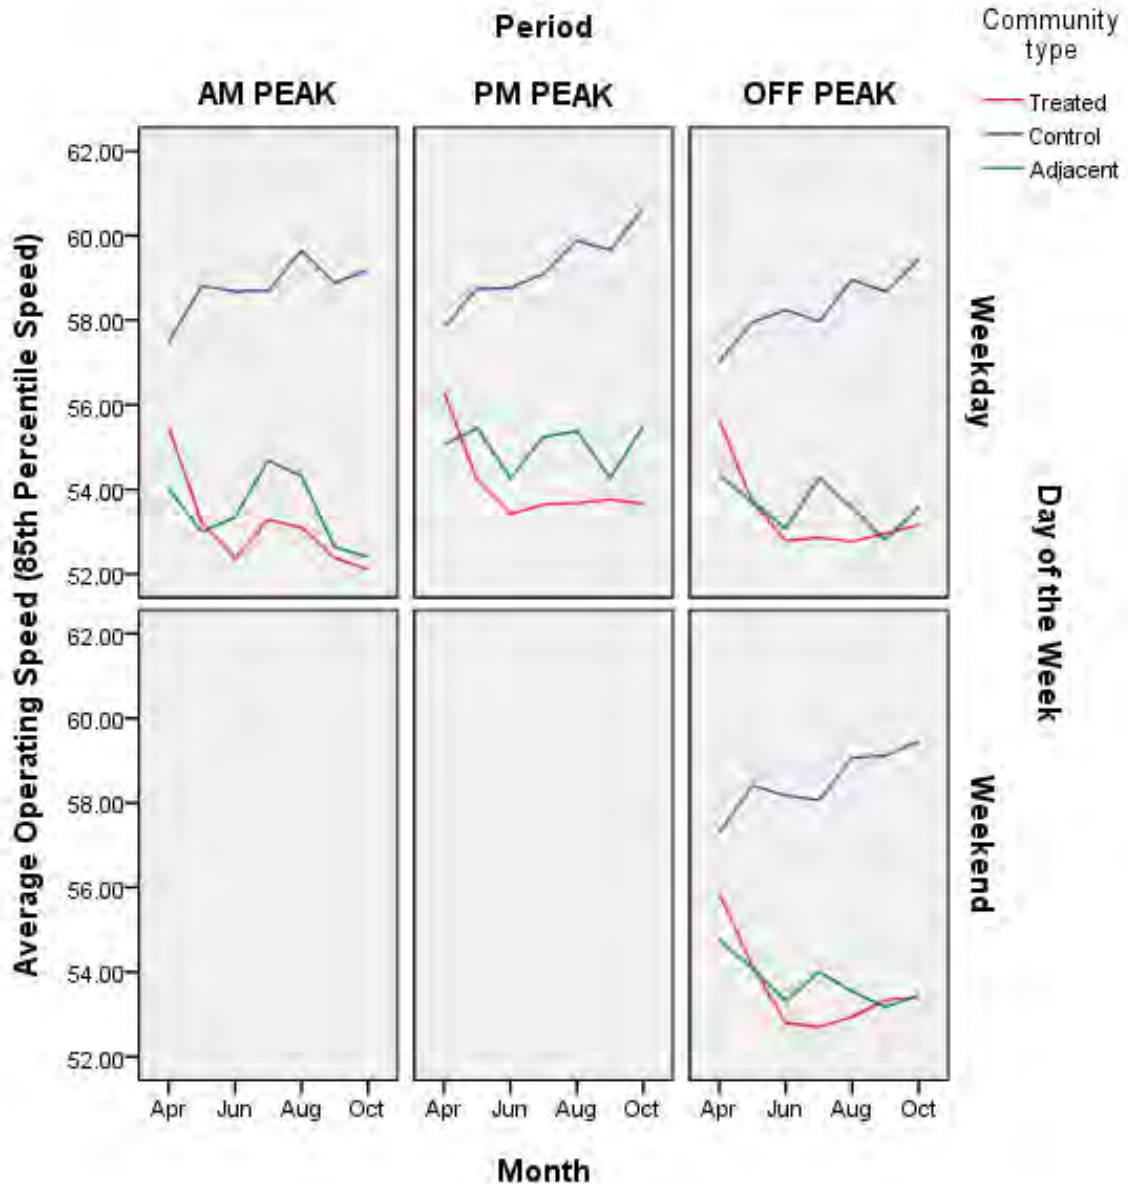 Period
AM PEAK
PM PEAK
OFF PEAK
Community
type
Treated
Control
Adjacent
Average Operating Speed (85th Percentile Speed)
62.00
60.00
58.00
56.00
54.00
52.00
Weekday
62.00
60.00
58.00
56.00
54.00
52.00
Weekend
Day of the Week
Apr Jun Aug Oct
Apr Jun Aug Oct
Apr Jun Aug Oct
Month